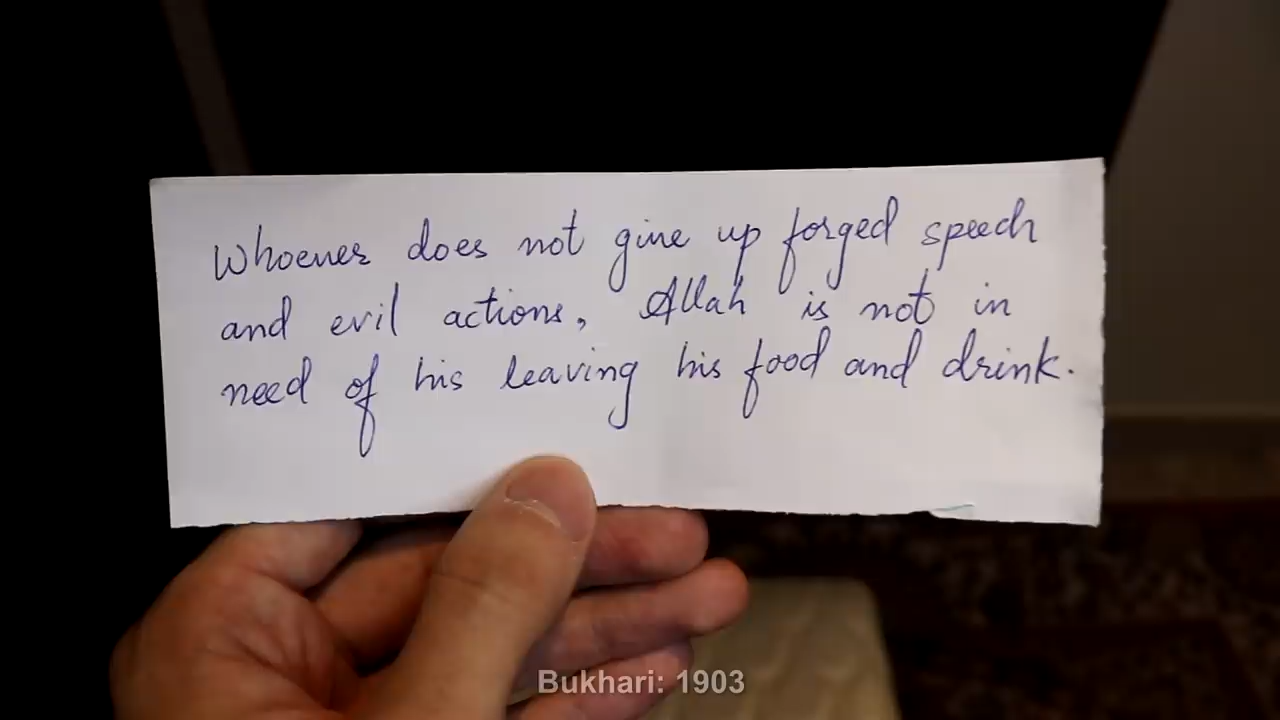 Whoever does not give up forged speech
and evil actions, Allah is not in
need of his leaving his food and drink.
Bukhari: 1903